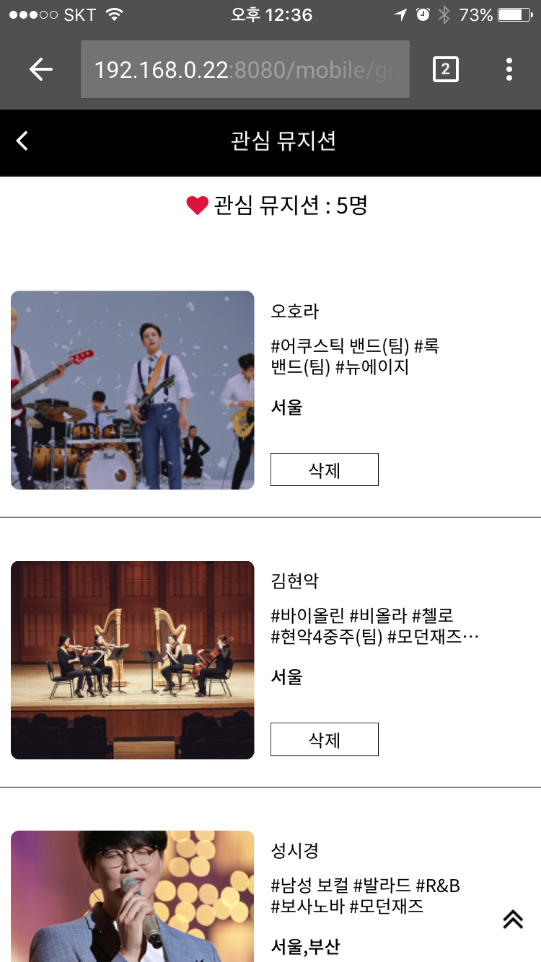 SKT
오후 12:36
73%
192.168.0.22:8080/mobile/gn
2
관심 뮤지션
관심 뮤지션 : 5명
오호라
#어쿠스틱 밴드(팀) #록
밴드(팀) #뉴에이지
서울
삭제
김현악
#바이올린 #비올라 #첼로
#현악4중주(팀) #모던재즈…
서울
삭제
성시경
#남성 보컬 #발라드 #R&B
#보사노바 #모던재즈
서울,부산